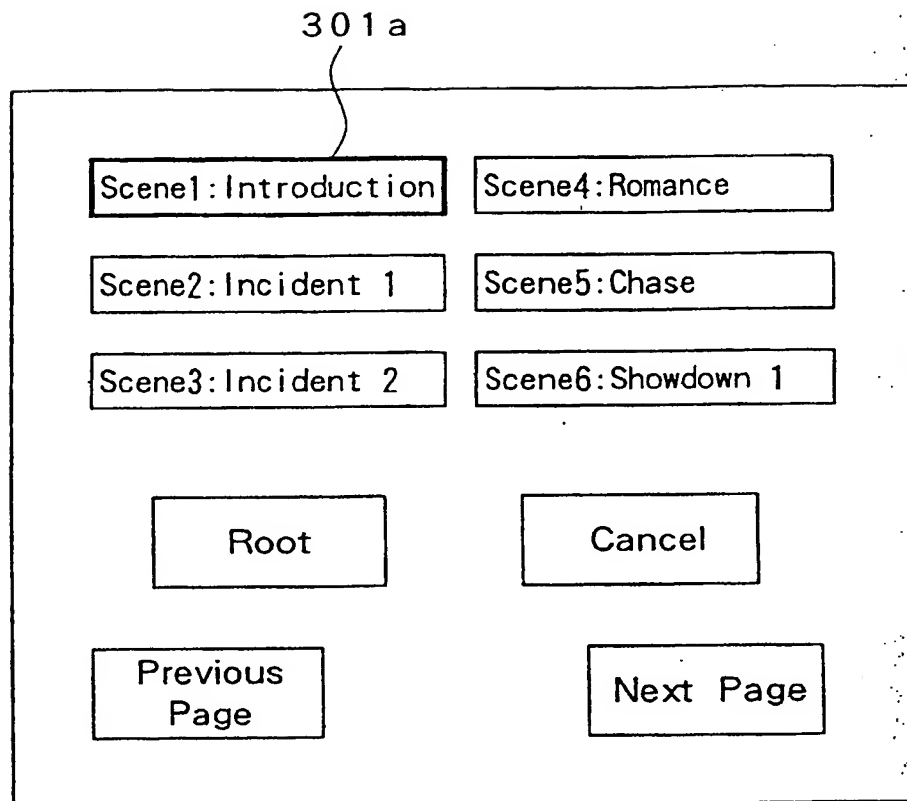 301a
Scene1:Introduction
Scene4:Romance
Scene2:Incident 1
Scene5:Chase
Scene3:Incident 2
Scene6:Showdown 1
Root
Cancel
Previous
Page
Next Page